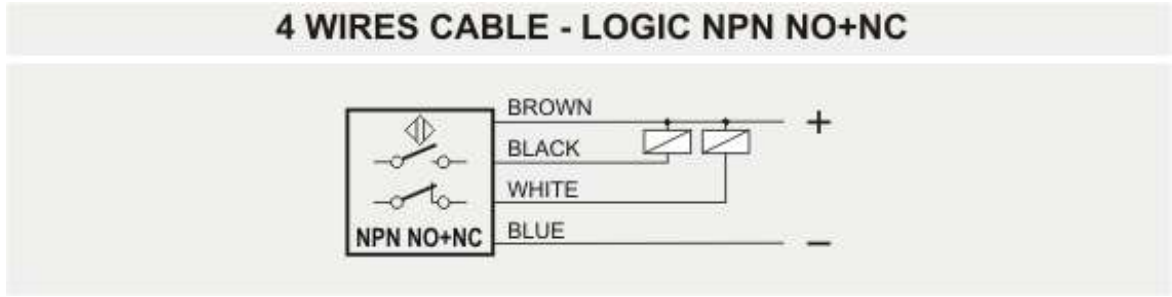 4 WIRES CABLE - LOGIC NPN NO+NC
BROWN
+
BLACK
WHITE
NPN NO+NC
BLUE
−